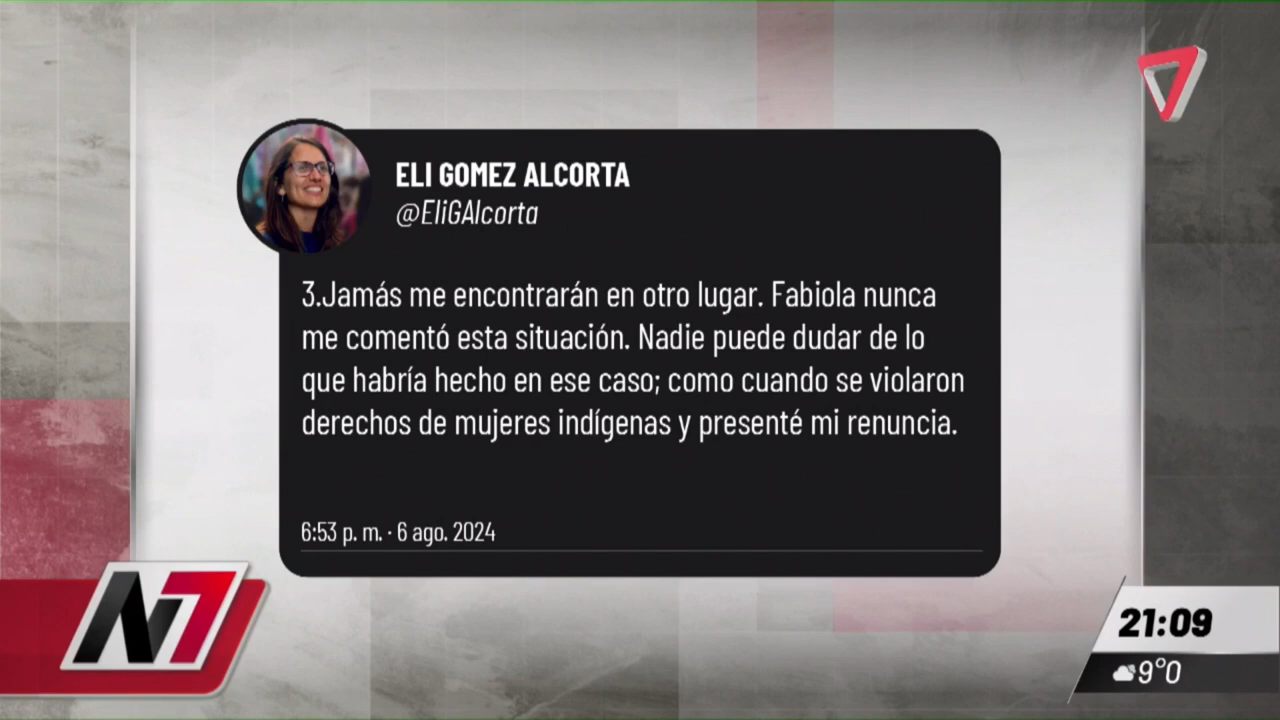 ELI GOMEZ ALCORTA
@EliGAlcorta
3.Jamás me encontrarán en otro lugar. Fabiola nunca
me comentó esta situación. Nadie puede dudar de lo
que habría hecho en ese caso; como cuando se violaron
derechos de mujeres indígenas y presenté mi renuncia.
6:53 p. m. · 6 ago. 2024
N7
21:09
9°0